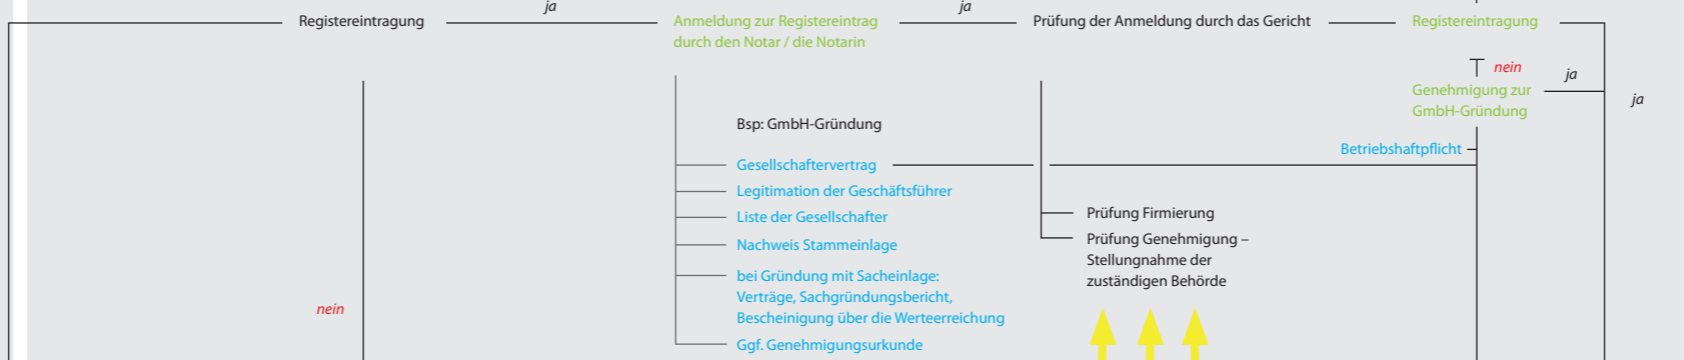 ja
ja
Registereintragung
Anmeldung zur Registereintrag
durch den Notar / die Notarin
Prüfung der Anmeldung durch das Gericht
Registereintragung
nein
ja
Genehmigung zur
GmbH-Gründung
ja
Bsp: GmbH-Gründung
Betriebshaftpflicht
Gesellschaftervertrag
Legitimation der Geschäftsführer
Liste der Gesellschafter
Nachweis Stammeinlage
bei Gründung mit Sacheinlage:
Verträge, Sachgründungsbericht,
Bescheinigung über die Werteerreichung
Ggf. Genehmigungsurkunde
Prüfung Firmierung
Prüfung Genehmigung –
Stellungnahme der
zuständigen Behörde
nein